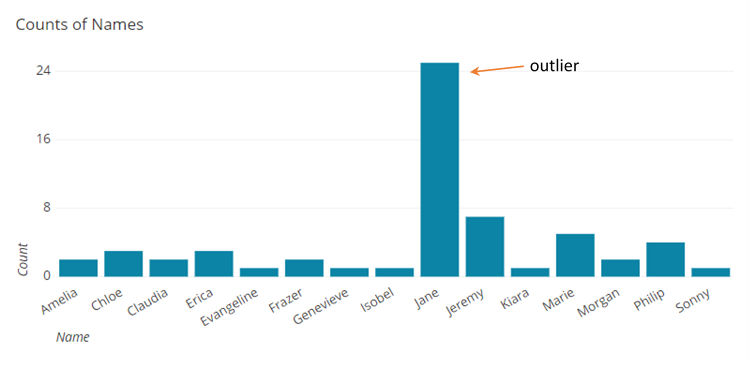 Counts of Names
outlier
24
16
8
0
Count
Amelia
Chloe
Claudia
Erica
Evangeline
Frazer
Genevieve
Isobel
Jane
Jeremy
Kiara
Marie
Morgan
Philip
Sonny
Name